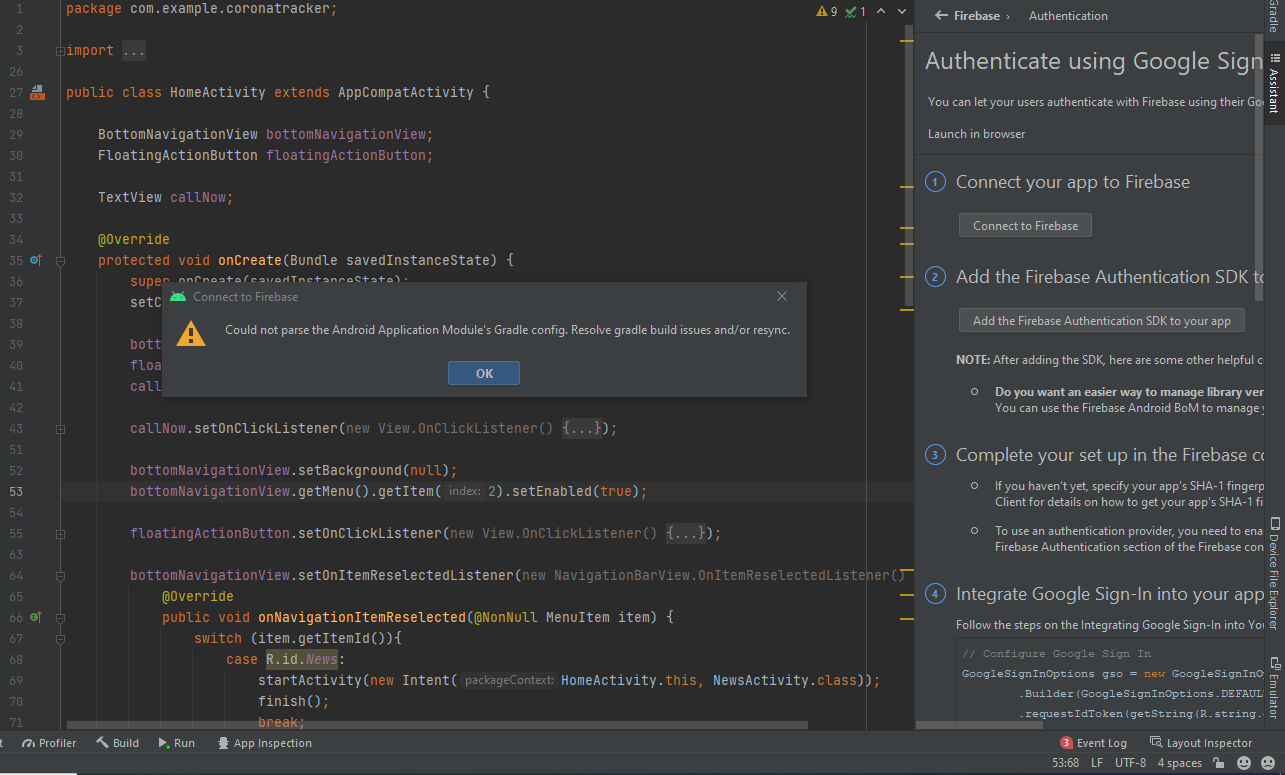 1 package com.example.coronatracker;
9 1
2
3 import ...
26
27 public class HomeActivity extends AppCompatActivity {
28
29 BottomNavigationView bottomNavigationView;
30 FloatingActionButton floatingActionButton;
31
32 TextView callNow;
33
34 @Override
35 protected void onCreate(Bundle savedInstanceState) {
36 super.onCreate(savedInstanceState);
37 setC
38
39 bott
40 floa
41 call
42
43 callNow.setOnClickListener(new View.OnClickListener() {...});
51
52 bottomNavigationView.setBackground(null);
53 bottomNavigationView.getMenu().getItem( index: 2).setEnabled(true);
54
55 floatingActionButton.setOnClickListener(new View.OnClickListener() {...});
63
64 bottomNavigationView.setOnItemReselectedListener(new NavigationBarView.OnItemReselectedListener()
65 @Override
66 public void onNavigationItemReselected(@NonNull MenuItem item) {
67 switch (item.getItemId()){
68 case R.id.News:
69 startActivity(new Intent( packageContext: HomeActivity.this, NewsActivity.class));
70 finish();
71 break;
Connect to Firebase
Could not parse the Android Application Module's Gradle config. Resolve gradle build issues and/or resync.
OK
Firebase › Authentication
Authenticate using Google Sign
You can let your users authenticate with Firebase using their Go
Launch in browser
1 Connect your app to Firebase
Connect to Firebase
2 Add the Firebase Authentication SDK to
Add the Firebase Authentication SDK to your app
NOTE: After adding the SDK, here are some other helpful c
Do you want an easier way to manage library ver
You can use the Firebase Android BoM to manage y
3 Complete your set up in the Firebase co
If you haven't yet, specify your app's SHA-1 fingerp
Client for details on how to get your app's SHA-1 fi
To use an authentication provider, you need to ena
Firebase Authentication section of the Firebase con
4 Integrate Google Sign-In into your app
Follow the steps on the Integrating Google Sign-In into You
// Configure Google Sign In
GoogleSignInOptions gso = new GoogleSignInO
.Builder(GoogleSignInOptions.DEFAUL
.requestIdToken(getString(R.string.
Gradle
Assistant
Device File Explorer
Emulator
t Profiler Build Run App Inspection
3 Event Log Layout Inspector
53:68 LF UTF-8 4 spaces